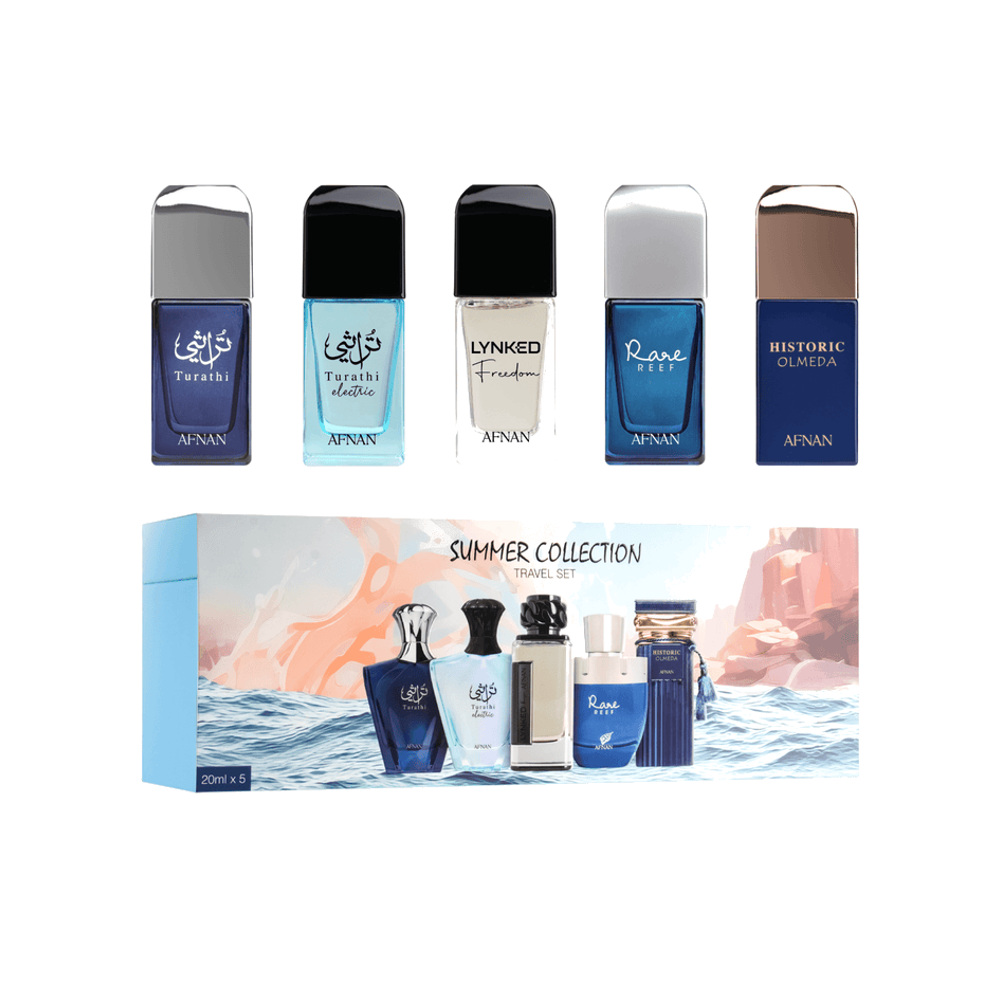 تُراثي
Turathi
AFNAN
تُراثي
Turathi
electric
AFNAN
LYNKED
Freedom
AFNAN
Rare
REEF
AFNAN
HISTORIC
OLMEDA
AFNAN
SUMMER COLLECTION
TRAVEL SET
تُراثي
Turathi
AFNAN
تُراثي
Turathi
electric
AFNAN
Rare
REEF
AFNAN
HISTORIC
OLMEDA
AFNAN
20ml x 5